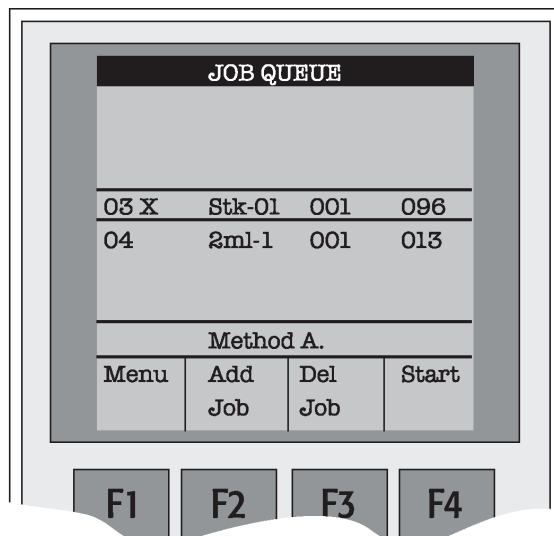 JOB QUEUE
03 X Stk-01 001 096
04 2ml-1 001 013
Method A.
Menu Add Job Del Job Start
F1 F2 F3 F4